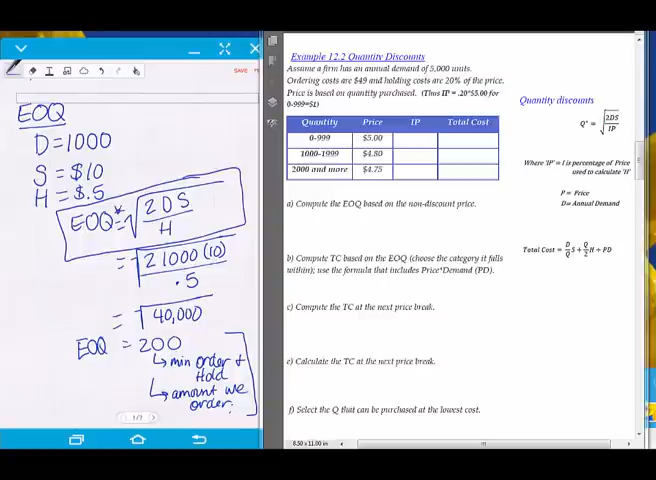 SAVE
EOQ
D=1000
S = $10
H = $.5
EOQ* = √2DS/H
= √2 1000 (10)/.5
= √40,000
EOQ = 200
↳ min order + Hold
↳ amount we order.
1/1
Example 12.2 Quantity Discounts
Assume a firm has an annual demand of 5,000 units.
Ordering costs are $49 and holding costs are 20% of the price.
Price is based on quantity purchased. (Thus IP = .20*$5.00 for
0-999=$1)
Quantity Price IP Total Cost
0-999 $5.00
1000-1999 $4.80
2000 and more $4.75
a) Compute the EOQ based on the non-discount price.
b) Compute TC based on the EOQ (choose the category it falls
within); use the formula that includes Price*Demand (PD).
c) Compute the TC at the next price break.
e) Calculate the TC at the next price break.
f) Select the Q that can be purchased at the lowest cost.
Quantity discounts
Q* = √2DS/IP
Where 'IP' = I is percentage of Price
used to calculate 'H'
P = Price
D= Annual Demand
Total Cost = D/Q S + Q/2 H + PD
8.50 x 11.00 in